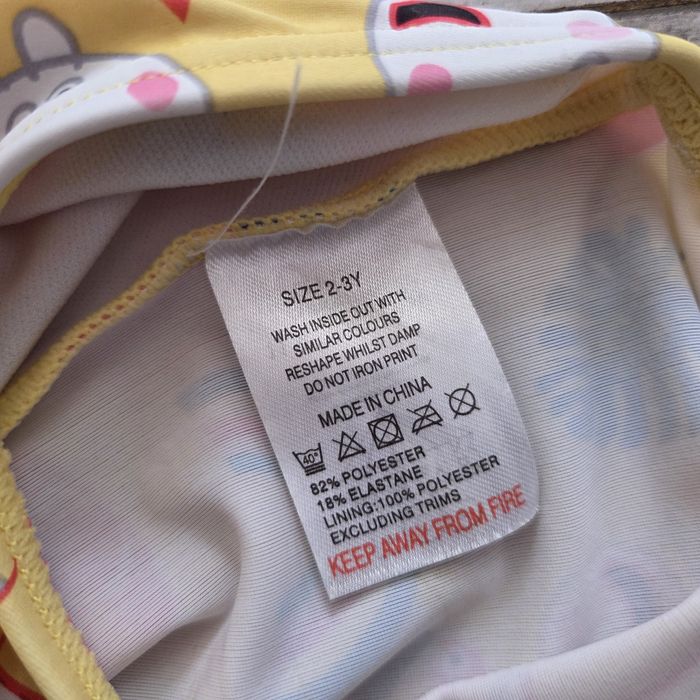 SIZE 2-3Y
WASH INSIDE OUT WITH
SIMILAR COLOURS
RESHAPE WHILST DAMP
DO NOT IRON PRINT
MADE IN CHINA
40°
82% POLYESTER
18% ELASTANE
LINING:100% POLYESTER
EXCLUDING TRIMS
KEEP AWAY FROM FIRE